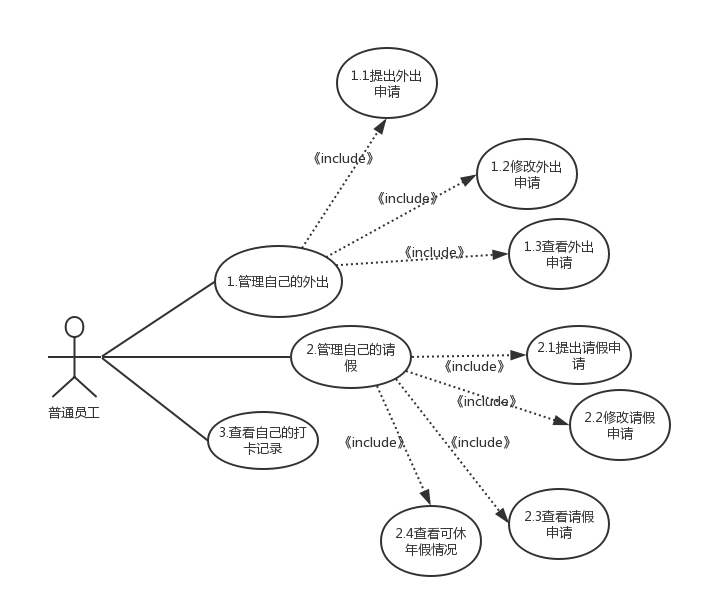 1.1提出外出
申请
《include》
1.2修改外出
申请
《include》
1.3查看外出
申请
《include》
1.管理自己的外出
2.管理自己的请
假
2.1提出请假申
请
《include》
普通员工
2.2修改请假
申请
《include》
3.查看自己的打
卡记录
《include》
《include》
2.3查看请假
申请
2.4查看可休
年假情况